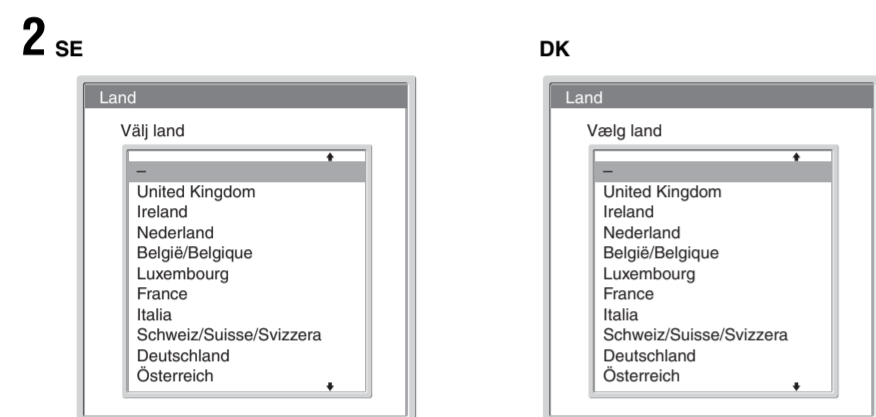 2 SE
Land
Välj land
–
United Kingdom
Ireland
Nederland
België/Belgique
Luxembourg
France
Italia
Schweiz/Suisse/Svizzera
Deutschland
Österreich
DK
Land
Vælg land
–
United Kingdom
Ireland
Nederland
België/Belgique
Luxembourg
France
Italia
Schweiz/Suisse/Svizzera
Deutschland
Österreich